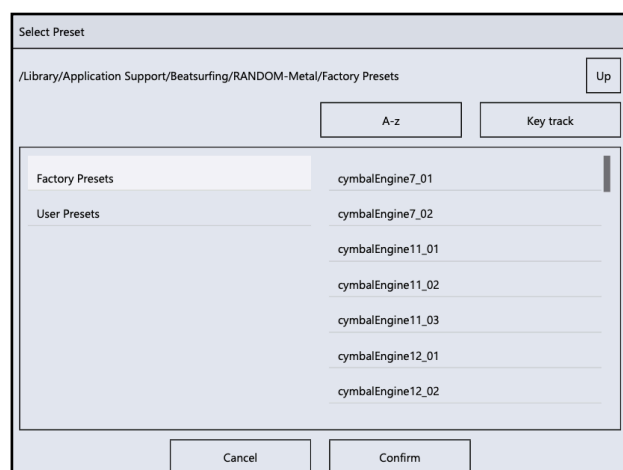 Select Preset
/Library/Application Support/Beatsurfing/RANDOM-Metal/Factory Presets
Up
A-z
Key track
Factory Presets
User Presets
cymbalEngine7_01
cymbalEngine7_02
cymbalEngine11_01
cymbalEngine11_02
cymbalEngine11_03
cymbalEngine12_01
cymbalEngine12_02
Cancel
Confirm